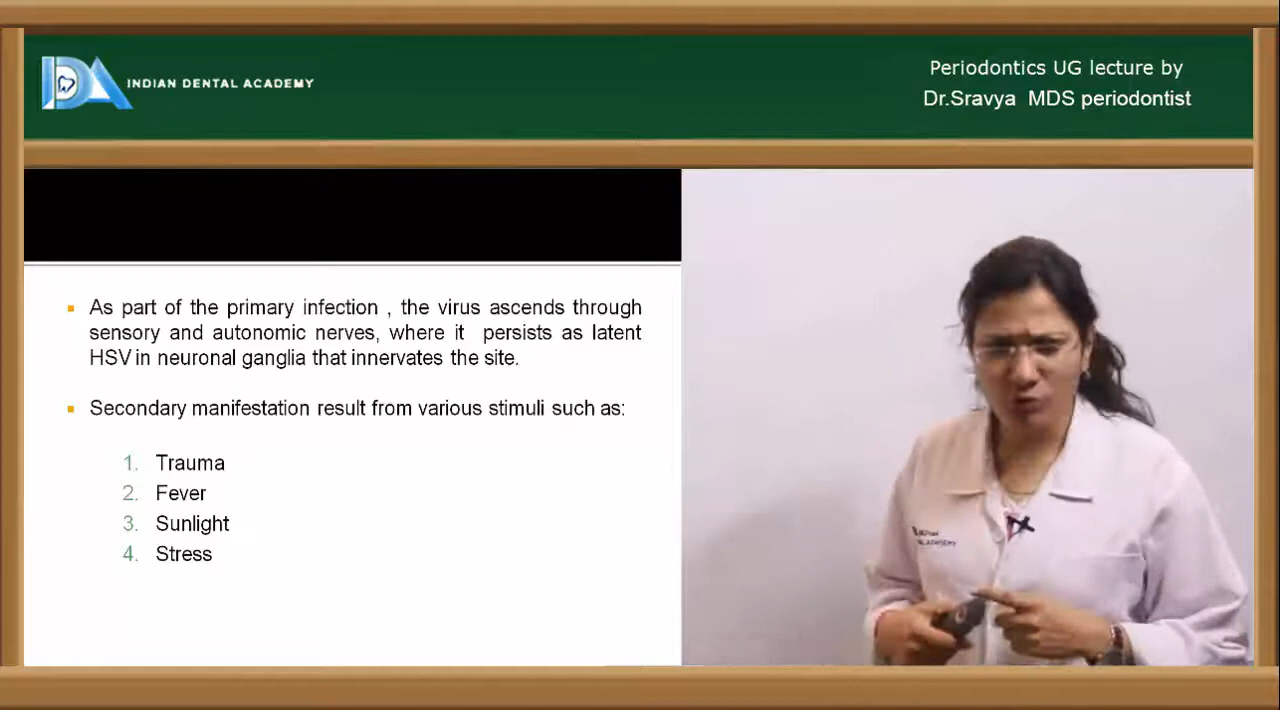 INDIAN DENTAL ACADEMY
Periodontics UG lecture by
Dr.Sravya MDS periodontist
As part of the primary infection , the virus ascends through
sensory and autonomic nerves, where it persists as latent
HSV in neuronal ganglia that innervates the site.
Secondary manifestation result from various stimuli such as:
1. Trauma
2. Fever
3. Sunlight
4. Stress